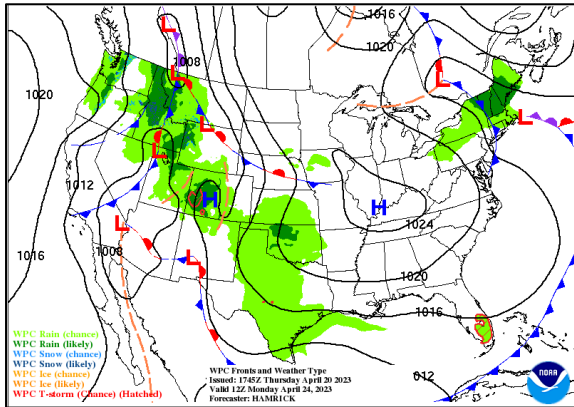 1016
1020
1008
L
L
L
L
L
L
L
L
H
H
1020
1012
1016
1008
1024
1020
1016
012
WPC Rain (chance)
WPC Rain (likely)
WPC Snow (chance)
WPC Snow (likely)
WPC Ice (chance)
WPC Ice (likely)
WPC T-storm (Chance) (Hatched)
WPC Fronts and Weather Type
Issued: 1745Z Thursday April 20 2023
Valid 12Z Monday April 24, 2023
Forecaster: HAMRICK
NOAA